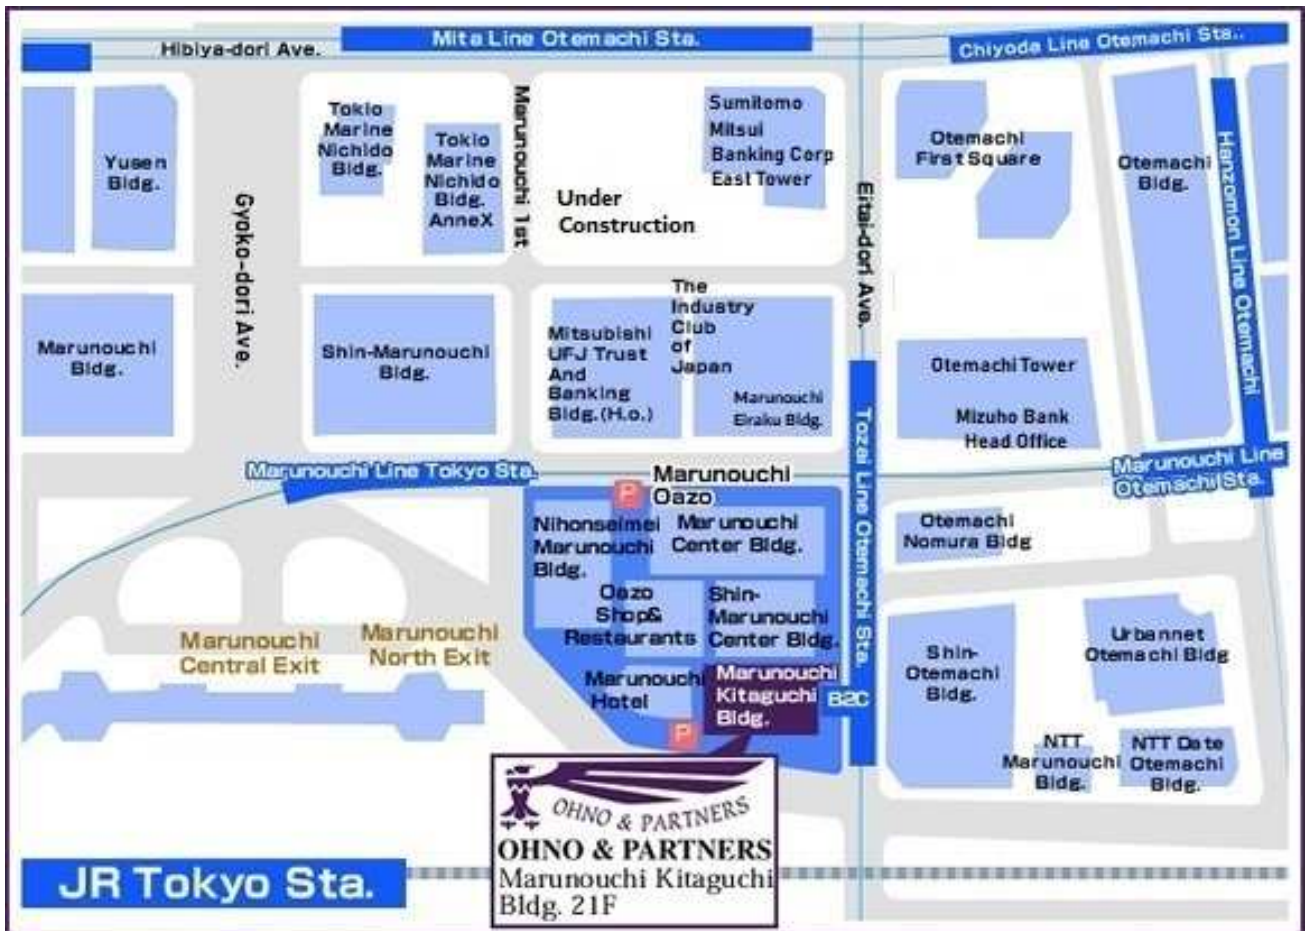 Hibiya-dori Ave.
Mita Line Otemachi Sta.
Chiyoda Line Otemachi Sta..
Yusen
Bldg.
Gyoko-dori Ave.
Tokio
Marine
Nichido
Bldg.
Tokio
Marine
Nichido
Bldg.
AnneX
Marunouchi 1st
Under
Construction
Sumitomo
Mitsui
Banking Corp
East Tower
Eitai-dori Ave.
Otemachi
First Square
Otemachi
Bldg.
Hanzomon Line Otemachi
Marunouchi
Bldg.
Shin-Marunouchi
Bldg.
Mitsubishi
UFJ Trust
And
Banking
Bldg.(H.o.)
The
Industry
Club
of
Japan
Marunouchi
Eiraku Bldg.
Otemachi Tower
Mizuho Bank
Head Office
Tozai Line Otemachi Sta.
Marunouchi Line Tokyo Sta.
Marunouchi
Oazo
Marunouchi Line
Otemachi Sta.
P
Nihonseimei
Marunouchi
Bldg.
Marunouchi
Center Bldg.
Otemachi
Nomura Bldg
Oazo
Shop&
Restaurants
Shin-
Marunouchi
Center Bldg.
Marunouchi
Central Exit
Marunouchi
North Exit
Marunouchi
Hotel
Marunouchi
Kitaguchi
Bldg.
B2C
P
Shin-
Otemachi
Bldg.
Urbannet
Otemachi Bldg
NTT
Marunouchi
Bldg.
NTT Date
Otemachi
Bldg.
OHNO & PARTNERS
OHNO & PARTNERS
Marunouchi Kitaguchi
Bldg. 21F
JR Tokyo Sta.